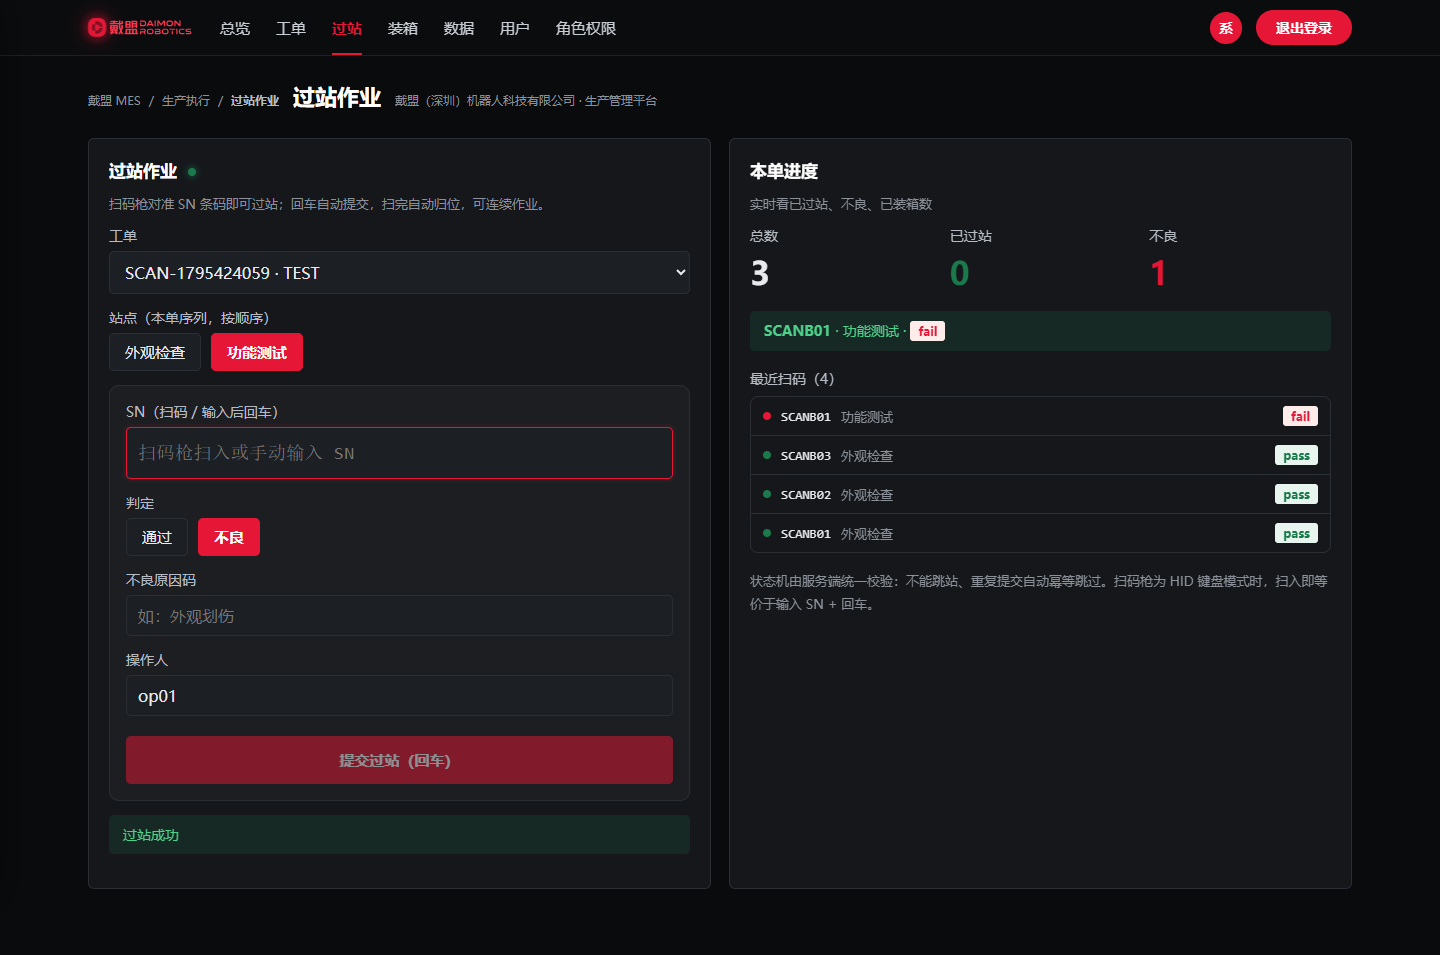 戴盟 DAIMON ROBOTICS 总览 工单 过站 装箱 数据 用户 角色权限 系 退出登录
戴盟 MES / 生产执行 / 过站作业 过站作业 戴盟（深圳）机器人科技有限公司 · 生产管理平台
过站作业
扫码枪对准 SN 条码即可过站；回车自动提交，扫完自动归位，可连续作业。
工单
SCAN-1795424059 · TEST
站点（本单序列，按顺序）
外观检查 功能测试
SN（扫码 / 输入后回车）
扫码枪扫入或手动输入 SN
判定
通过 不良
不良原因码
如：外观划伤
操作人
op01
提交过站（回车）
过站成功
本单进度
实时看已过站、不良、已装箱数
总数 已过站 不良
3 0 1
SCANB01 · 功能测试 · fail
最近扫码（4）
SCANB01 功能测试 fail
SCANB03 外观检查 pass
SCANB02 外观检查 pass
SCANB01 外观检查 pass
状态机由服务端统一校验：不能跳站、重复提交自动幂等跳过。扫码枪为 HID 键盘模式时，扫入即等
价于输入 SN + 回车。